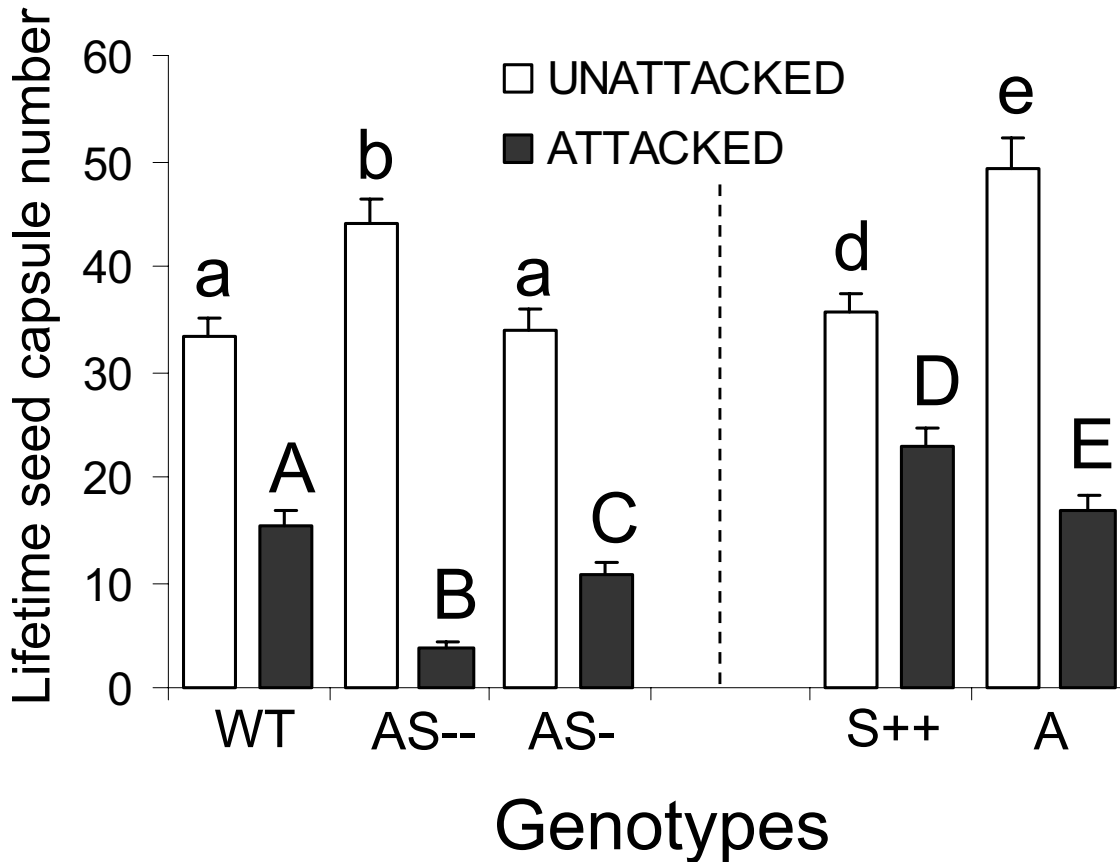 Lifetime seed capsule number
60
50
40
30
20
10
0
UNATTACKED
ATTACKED
a
A
b
B
a
C
d
D
e
E
WT AS-- AS- S++ A
Genotypes